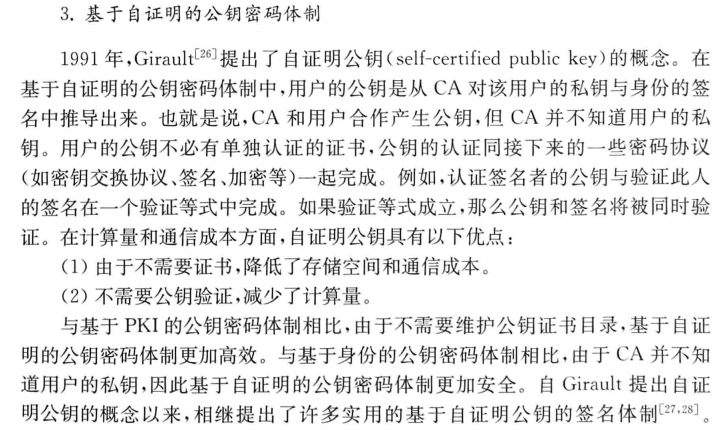 3. 基于自证明的公钥密码体制
1991 年,Girault[26]提出了自证明公钥(self-certified public key)的概念。在
基于自证明的公钥密码体制中,用户的公钥是从 CA 对该用户的私钥与身份的签
名中推导出来。也就是说,CA 和用户合作产生公钥,但 CA 并不知道用户的私
钥。用户的公钥不必有单独认证的证书,公钥的认证同接下来的一些密码协议
(如密钥交换协议、签名、加密等)一起完成。例如,认证签名者的公钥与验证此人
的签名在一个验证等式中完成。如果验证等式成立,那么公钥和签名将被同时验
证。在计算量和通信成本方面,自证明公钥具有以下优点:
(1) 由于不需要证书,降低了存储空间和通信成本。
(2) 不需要公钥验证,减少了计算量。
与基于 PKI 的公钥密码体制相比,由于不需要维护公钥证书目录,基于自证
明的公钥密码体制更加高效。与基于身份的公钥密码体制相比,由于 CA 并不知
道用户的私钥,因此基于自证明的公钥密码体制更加安全。自 Girault 提出自证
明公钥的概念以来,相继提出了许多实用的基于自证明公钥的签名体制[27,28]。